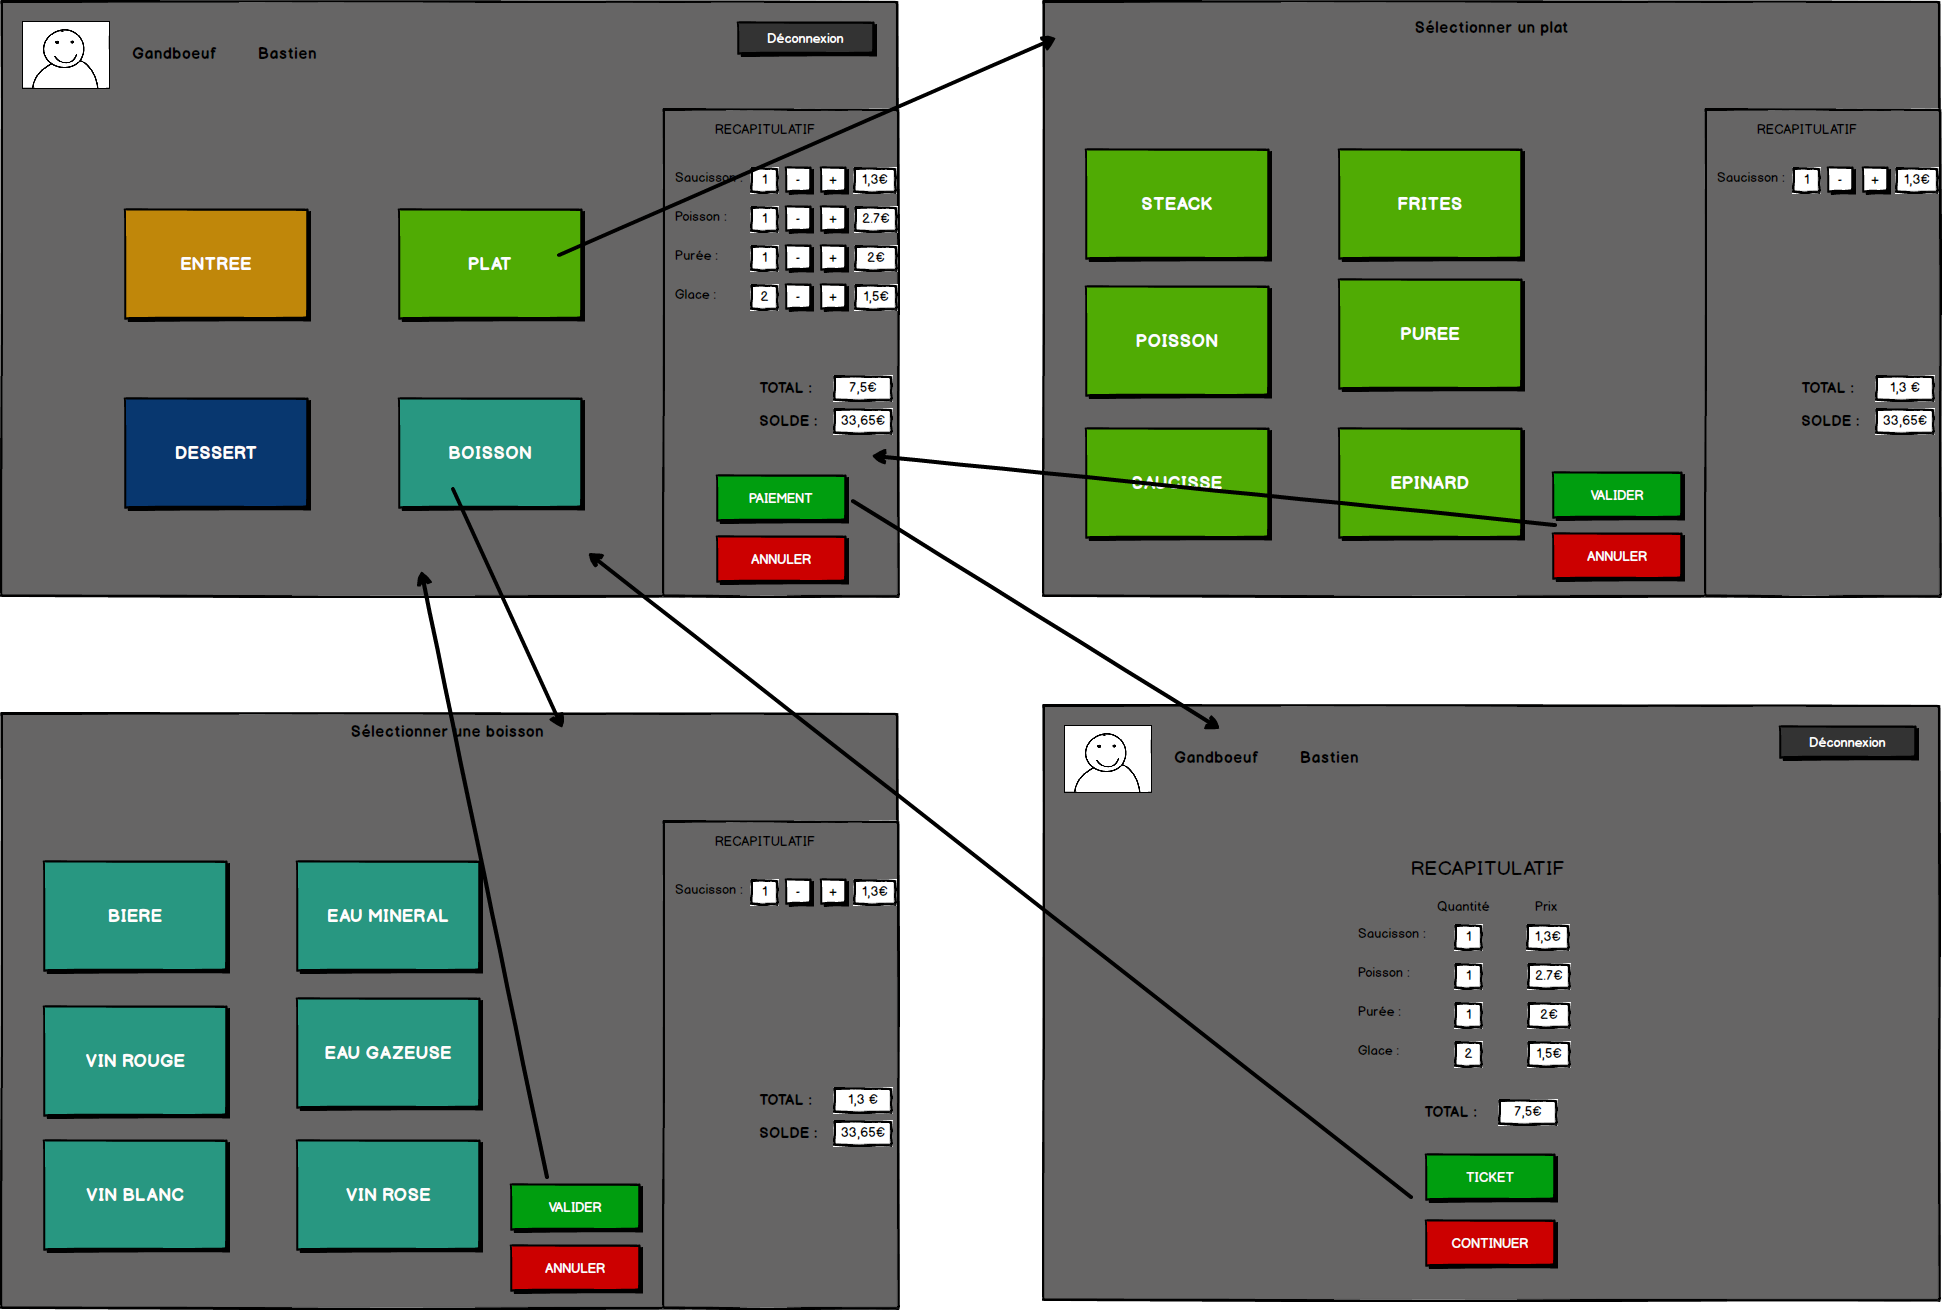 Gandboeuf Bastien
Déconnexion
RECAPITULATIF
Saucisson : 1 - + 1,3€
Poisson : 1 - + 2.7€
Purée : 1 - + 2€
Glace : 2 - + 1,5€
ENTREE
PLAT
DESSERT
BOISSON
TOTAL : 7,5€
SOLDE : 33,65€
PAIEMENT
ANNULER
Sélectionner un plat
RECAPITULATIF
Saucisson : 1 - + 1,3€
STEACK
FRITES
POISSON
PUREE
SAUCISSE
EPINARD
TOTAL : 1,3 €
SOLDE : 33,65€
VALIDER
ANNULER
Sélectionner une boisson
RECAPITULATIF
Saucisson : 1 - + 1,3€
BIERE
EAU MINERAL
VIN ROUGE
EAU GAZEUSE
VIN BLANC
VIN ROSE
TOTAL : 1,3 €
SOLDE : 33,65€
VALIDER
ANNULER
Gandboeuf Bastien
Déconnexion
RECAPITULATIF
Quantité Prix
Saucisson : 1 1,3€
Poisson : 1 2.7€
Purée : 1 2€
Glace : 2 1,5€
TOTAL : 7,5€
TICKET
CONTINUER